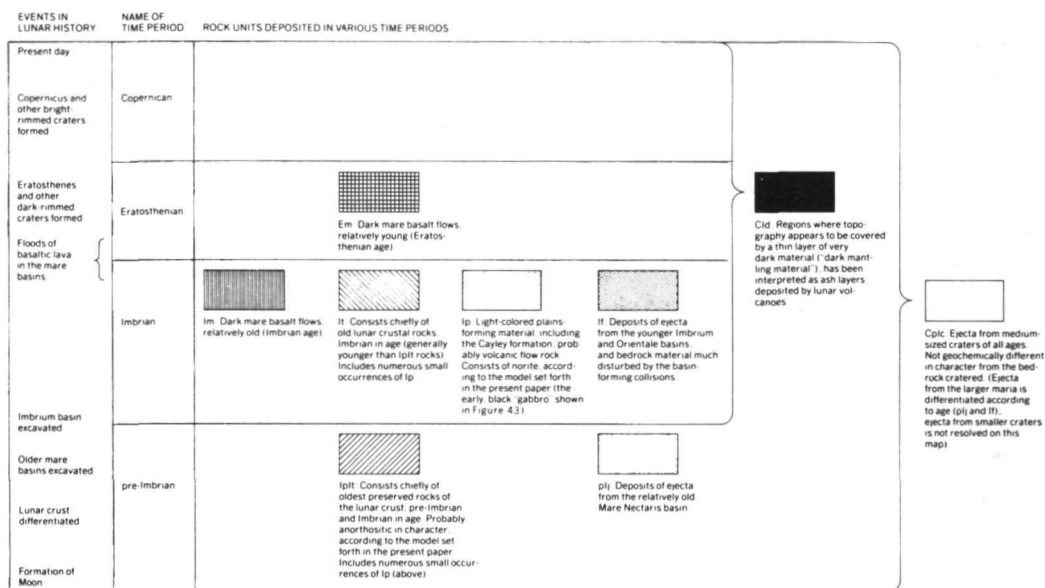 EVENTS IN
LUNAR HISTORY
NAME OF
TIME PERIOD
ROCK UNITS DEPOSITED IN VARIOUS TIME PERIODS
Present day
Copernicus and
other bright-
rimmed craters
formed
Copernican
Eratosthenes
and other
dark-rimmed
craters formed
Eratosthenian
Em Dark mare basalt flows,
relatively young (Eratos-
thenian age)
Cld Regions where topo-
graphy appears to be covered
by a thin layer of very
dark material ("dark mant-
ling material"), has been
interpreted as ash layers
deposited by lunar vol-
canoes
Floods of
basaltic lava
in the mare
basins
Imbrian
Im Dark mare basalt flows,
relatively old (Imbrian age)
It Consists chiefly of
old lunar crustal rocks,
Imbrian in age (generally
younger than IpIt rocks)
Includes numerous small
occurrences of Ip
Ip Light-colored plains-
forming material, including
the Cayley formation, prob
ably volcanic flow rock
Consists of norite, accord-
ing to the model set forth
in the present paper (the
early, black "gabbro" shown
in Figure 43)
If Deposits of ejecta
from the younger Imbrium
and Orientale basins,
and bedrock material much
disturbed by the basin-
forming collisions.
Cplc Ejecta from medium-
sized craters of all ages.
Not geochemically different
in character from the bed-
rock cratered. (Ejecta
from the larger maria is
differentiated according
to age (plj and If);
ejecta from smaller craters
is not resolved on this
map)
Imbrium basin
excavated
Older mare
basins excavated
pre-Imbrian
Lunar crust
differentiated
IpIt Consists chiefly of
oldest preserved rocks of
the lunar crust, pre-Imbrian
and Imbrian in age Probably
anorthositic in character,
according to the model set
forth in the present paper
Includes numerous small occur-
rences of Ip (above)
plj Deposits of ejecta
from the relatively old
Mare Nectaris basin
Formation of
Moon